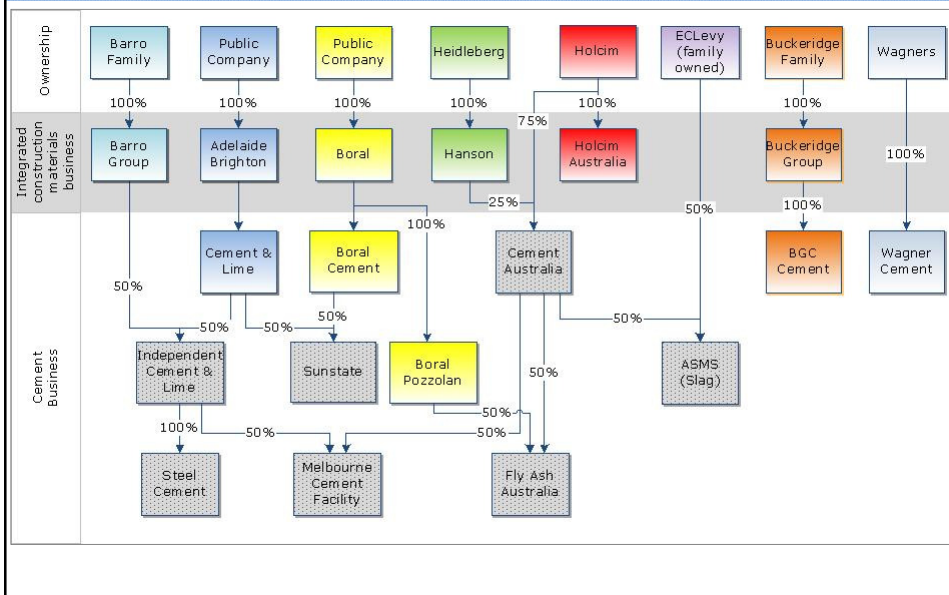 Ownership
Barro
Family
Public
Company
Public
Company
Heidleberg
Holcim
ECLevy
(family
owned)
Buckeridge
Family
Wagners
100%
100%
100%
100%
75%
100%
100%
Integrated
construction
materials
business
Barro
Group
Adelaide
Brighton
Boral
Hanson
Holcim
Australia
Buckeridge
Group
100%
25%
100%
50%
100%
Cement
Business
Cement &
Lime
Boral
Cement
Cement
Australia
BGC
Cement
Wagner
Cement
50%
50%
50%
50%
50%
Independent
Cement &
Lime
Sunstate
Boral
Pozzolan
50%
ASMS
(Slag)
50%
100%
50%
50%
Steel
Cement
Melbourne
Cement
Facility
Fly Ash
Australia